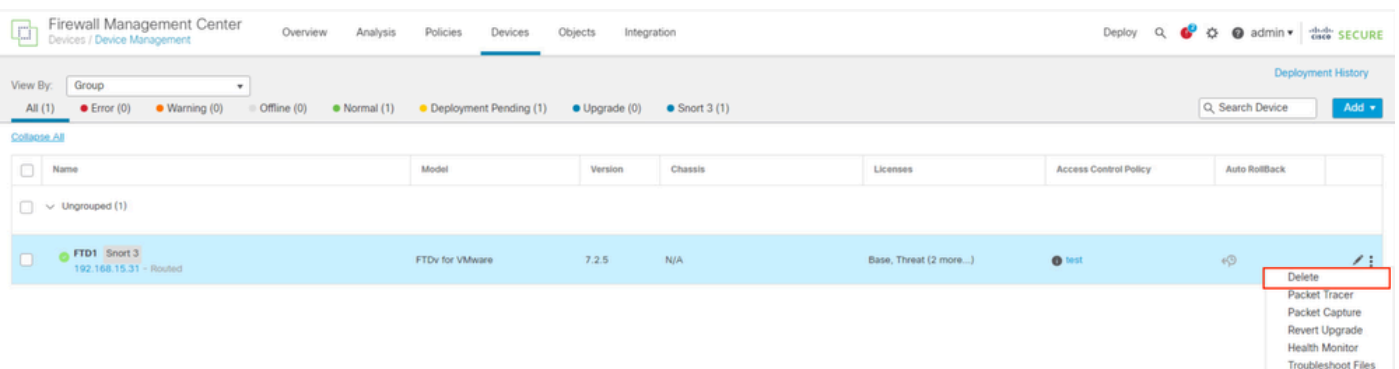 Firewall Management Center
Devices / Device Management
Overview Analysis Policies Devices Objects Integration
Deploy admin CISCO SECURE
Deployment History
View By: Group
All (1) Error (0) Warning (0) Offline (0) Normal (1) Deployment Pending (1) Upgrade (0) Snort 3 (1)
Search Device Add
Collapse All
Name Model Version Chassis Licenses Access Control Policy Auto RollBack
Ungrouped (1)
FTD1 Snort 3
192.168.15.31 - Routed
FTDv for VMware 7.2.5 N/A Base, Threat (2 more...) test
Delete
Packet Tracer
Packet Capture
Revert Upgrade
Health Monitor
Troubleshoot Files